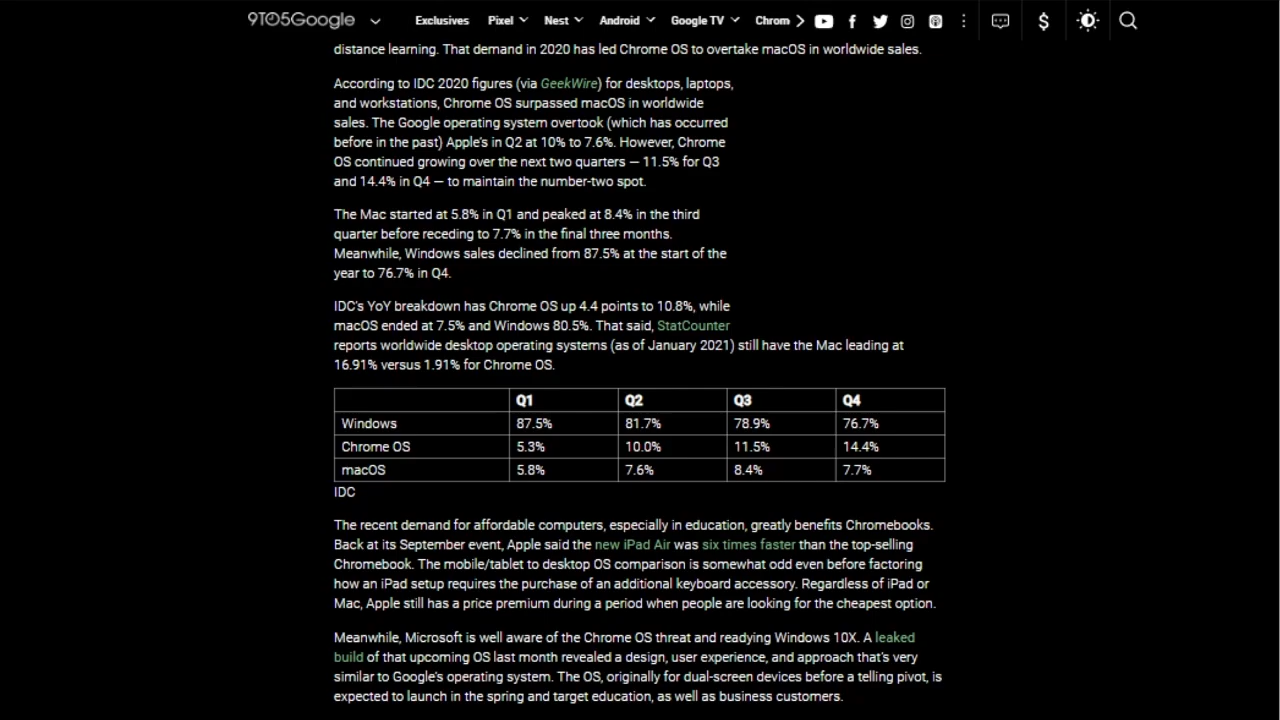 9TO5Google
Exclusives Pixel Nest Android Google TV Chrom
distance learning. That demand in 2020 has led Chrome OS to overtake macOS in worldwide sales.
According to IDC 2020 figures (via GeekWire) for desktops, laptops,
and workstations, Chrome OS surpassed macOS in worldwide
sales. The Google operating system overtook (which has occurred
before in the past) Apple's in Q2 at 10% to 7.6%. However, Chrome
OS continued growing over the next two quarters — 11.5% for Q3
and 14.4% in Q4 — to maintain the number-two spot.
The Mac started at 5.8% in Q1 and peaked at 8.4% in the third
quarter before receding to 7.7% in the final three months.
Meanwhile, Windows sales declined from 87.5% at the start of the
year to 76.7% in Q4.
IDC's YoY breakdown has Chrome OS up 4.4 points to 10.8%, while
macOS ended at 7.5% and Windows 80.5%. That said, StatCounter
reports worldwide desktop operating systems (as of January 2021) still have the Mac leading at
16.91% versus 1.91% for Chrome OS.
Q1 Q2 Q3 Q4
Windows 87.5% 81.7% 78.9% 76.7%
Chrome OS 5.3% 10.0% 11.5% 14.4%
macOS 5.8% 7.6% 8.4% 7.7%
IDC
The recent demand for affordable computers, especially in education, greatly benefits Chromebooks.
Back at its September event, Apple said the new iPad Air was six times faster than the top-selling
Chromebook. The mobile/tablet to desktop OS comparison is somewhat odd even before factoring
how an iPad setup requires the purchase of an additional keyboard accessory. Regardless of iPad or
Mac, Apple still has a price premium during a period when people are looking for the cheapest option.
Meanwhile, Microsoft is well aware of the Chrome OS threat and readying Windows 10X. A leaked
build of that upcoming OS last month revealed a design, user experience, and approach that's very
similar to Google's operating system. The OS, originally for dual-screen devices before a telling pivot, is
expected to launch in the spring and target education, as well as business customers.